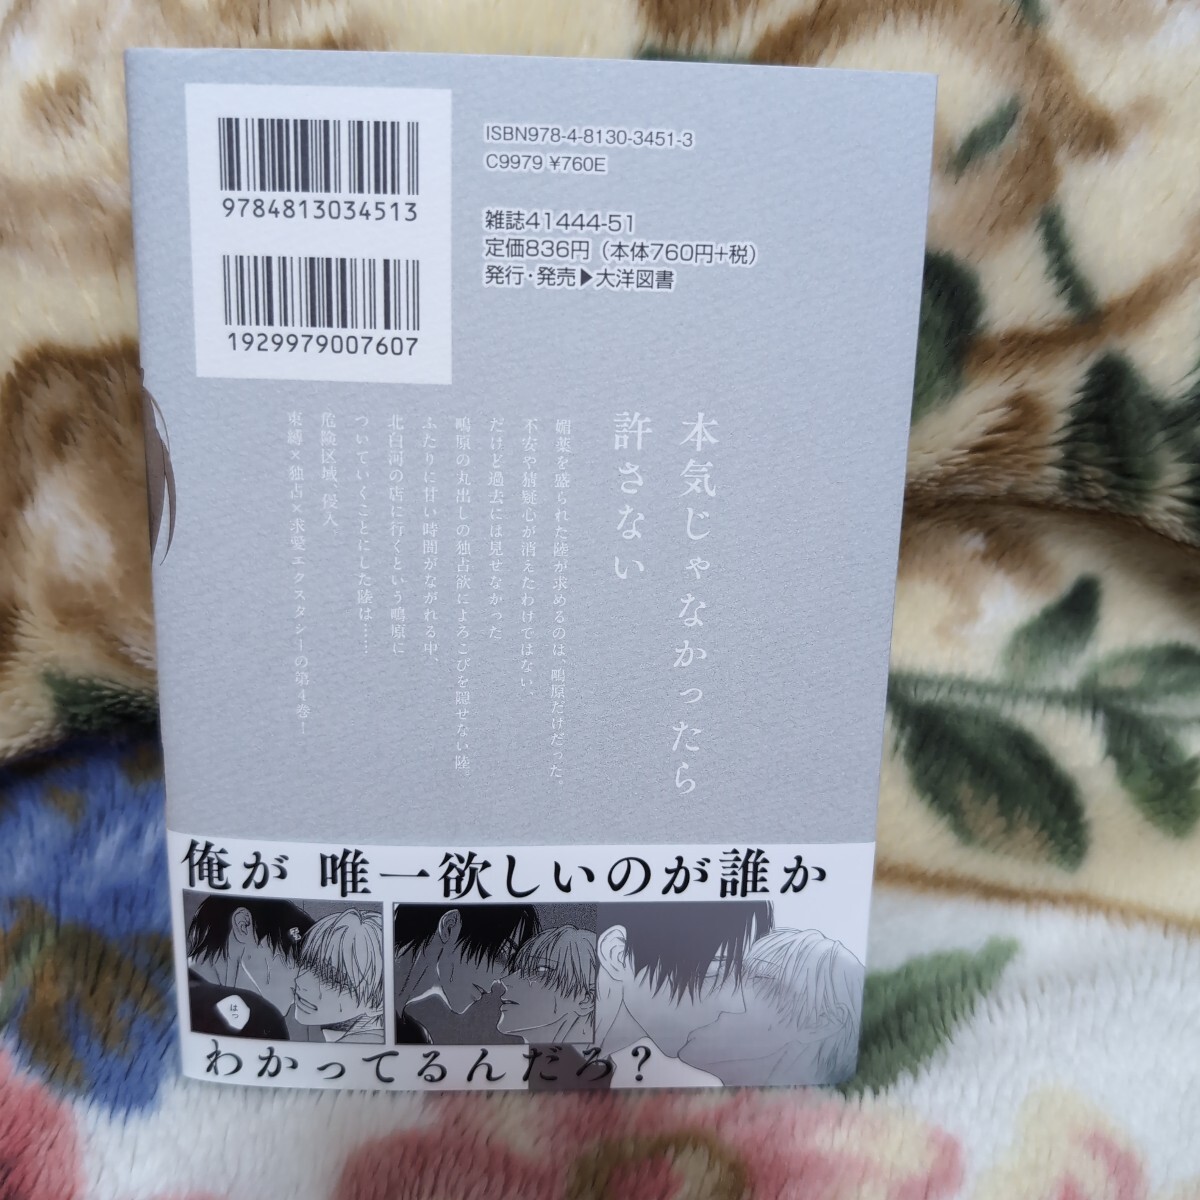 ISBN978-4-8130-3451-3
C9979 ¥760E
9784813034513
雑誌41444-51
定価836円(本体760円+税)
発行・発売▶大洋図書
1929979007607
本気じゃなかったら
許さない
媚薬を盛られた陸が求めるのは、鳴原だけだった。
不安や猜疑心が消えたわけではない、
だけど過去には見せなかった
鳴原の丸出しの独占欲によろこびを隠せない陸。
ふたりに甘い時間がながれる中、
北白河の店に行くという鳴原に
ついていくことにした陸は……
危険区域、侵入。
束縛×独占×求愛エクスタシーの第4巻!
俺が 唯一欲しいのが誰か
はっ
わかってるんだろ?